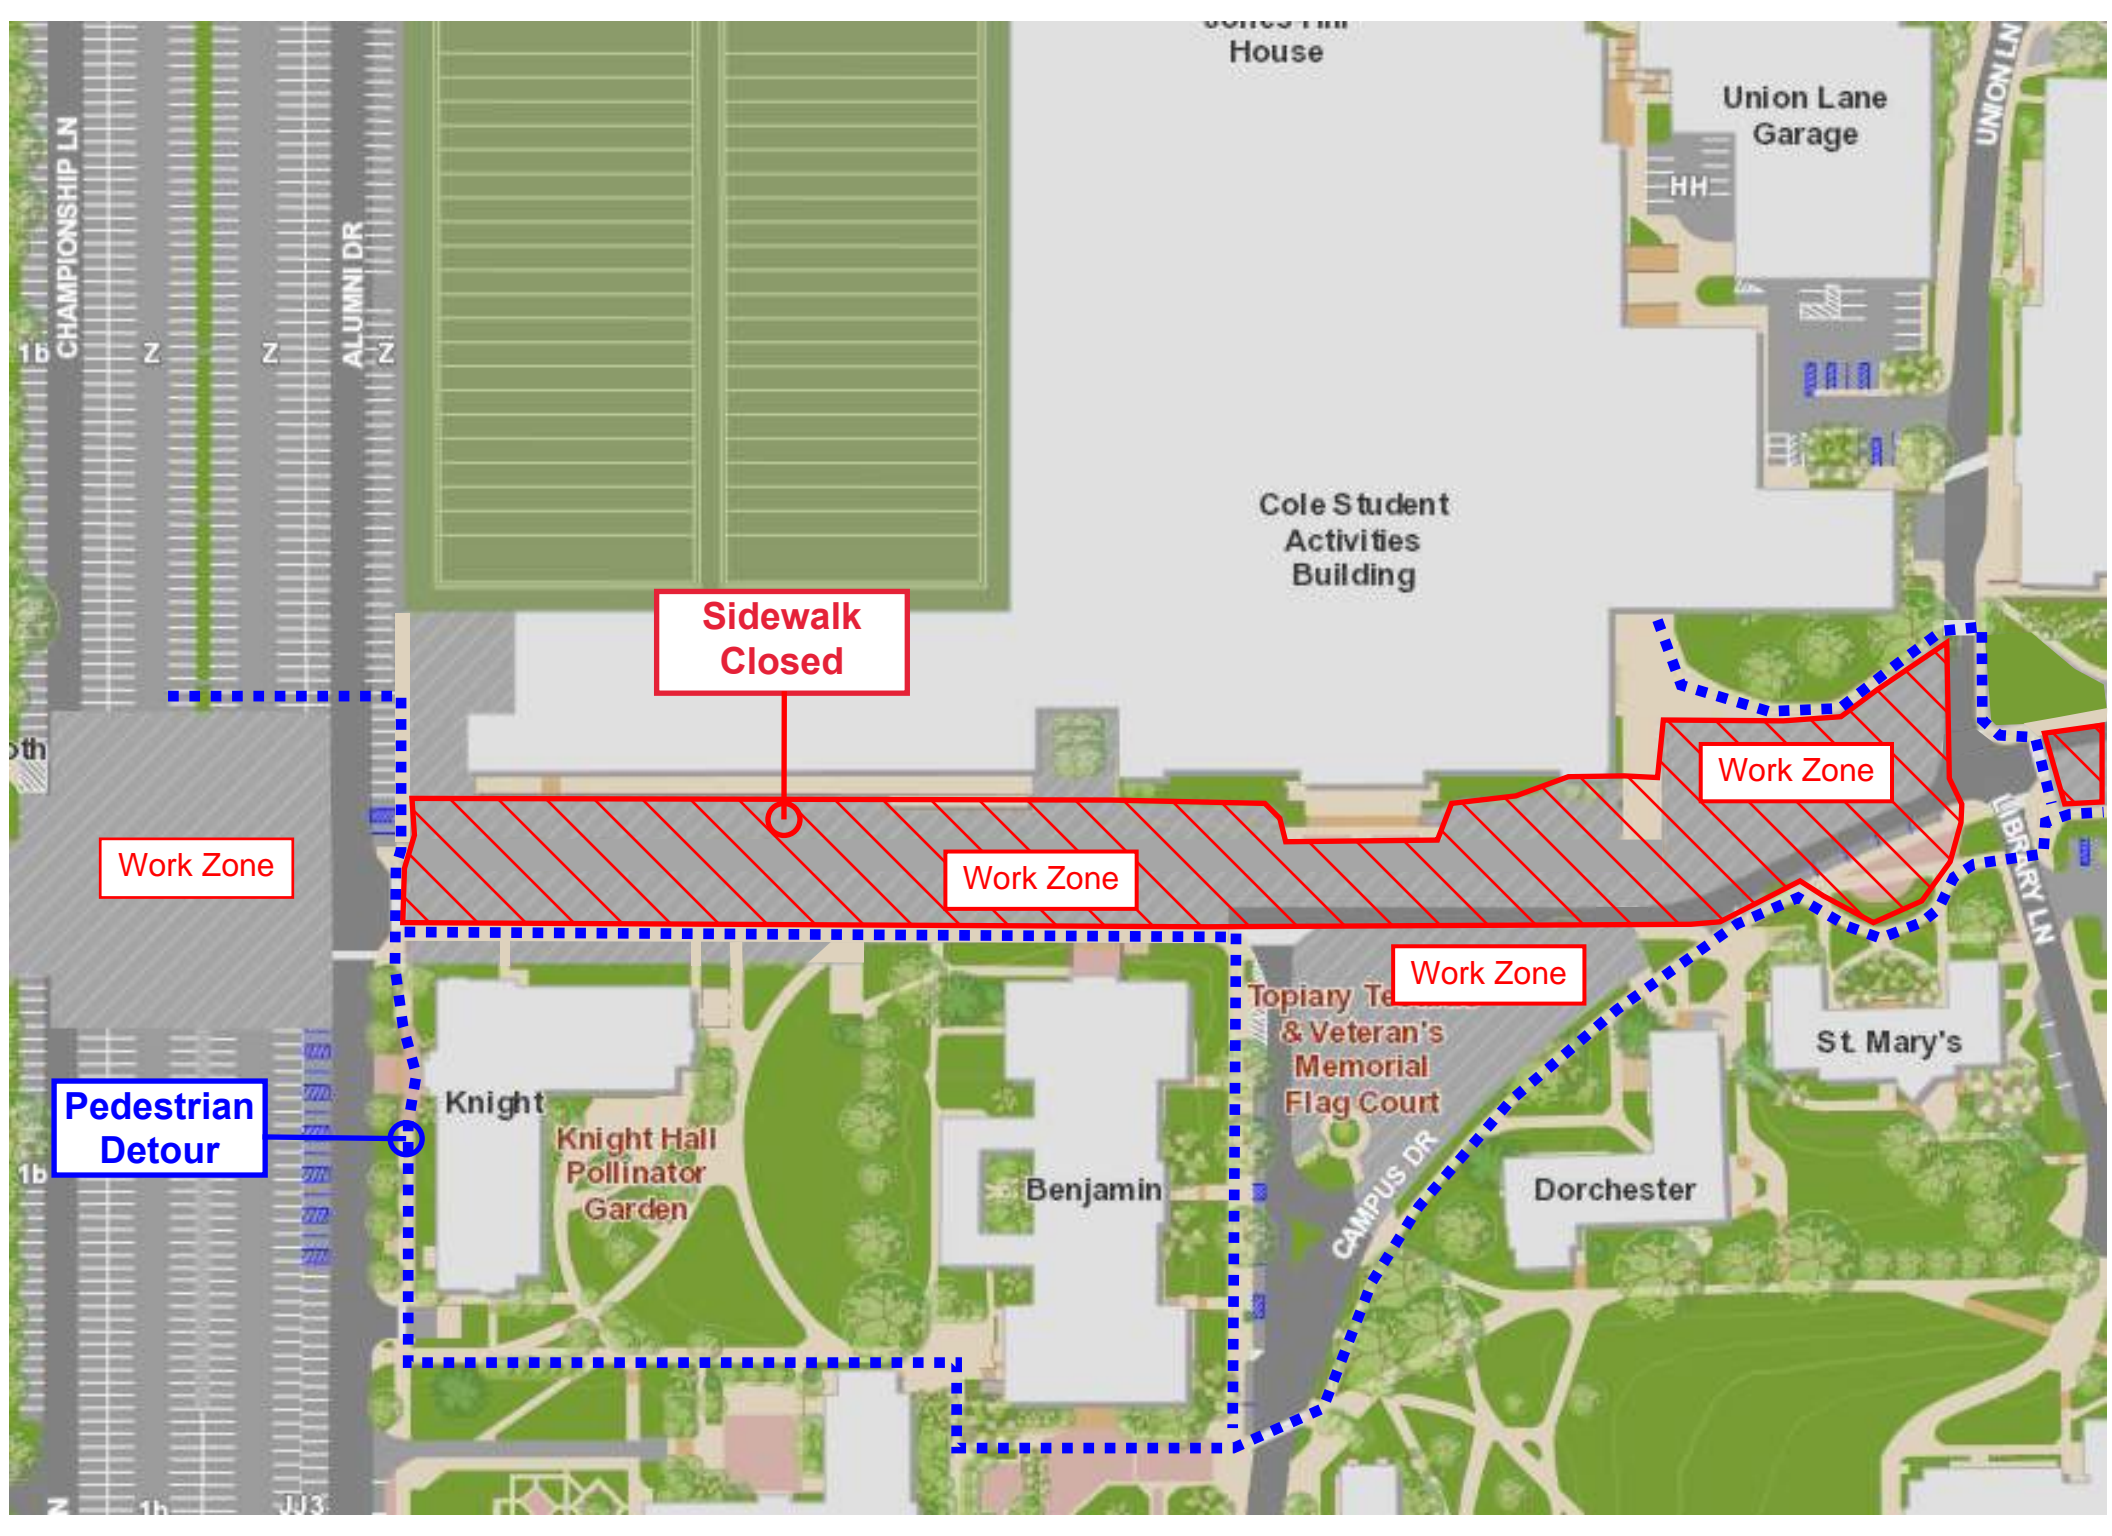 House
Union Lane
Garage
UNION LN
HH
CHAMPIONSHIP LN
ALUMNI DR
1b
Z
Z
Z
Cole Student
Activities
Building
Sidewalk
Closed
Work Zone
Work Zone
Work Zone
Work Zone
LIBRARY LN
Topiary
& Veteran's
Memorial
Flag Court
St. Mary's
Pedestrian
Detour
Knight
Knight Hall
Pollinator
Garden
Benjamin
CAMPUS DR
Dorchester
1b
1b
JJ3